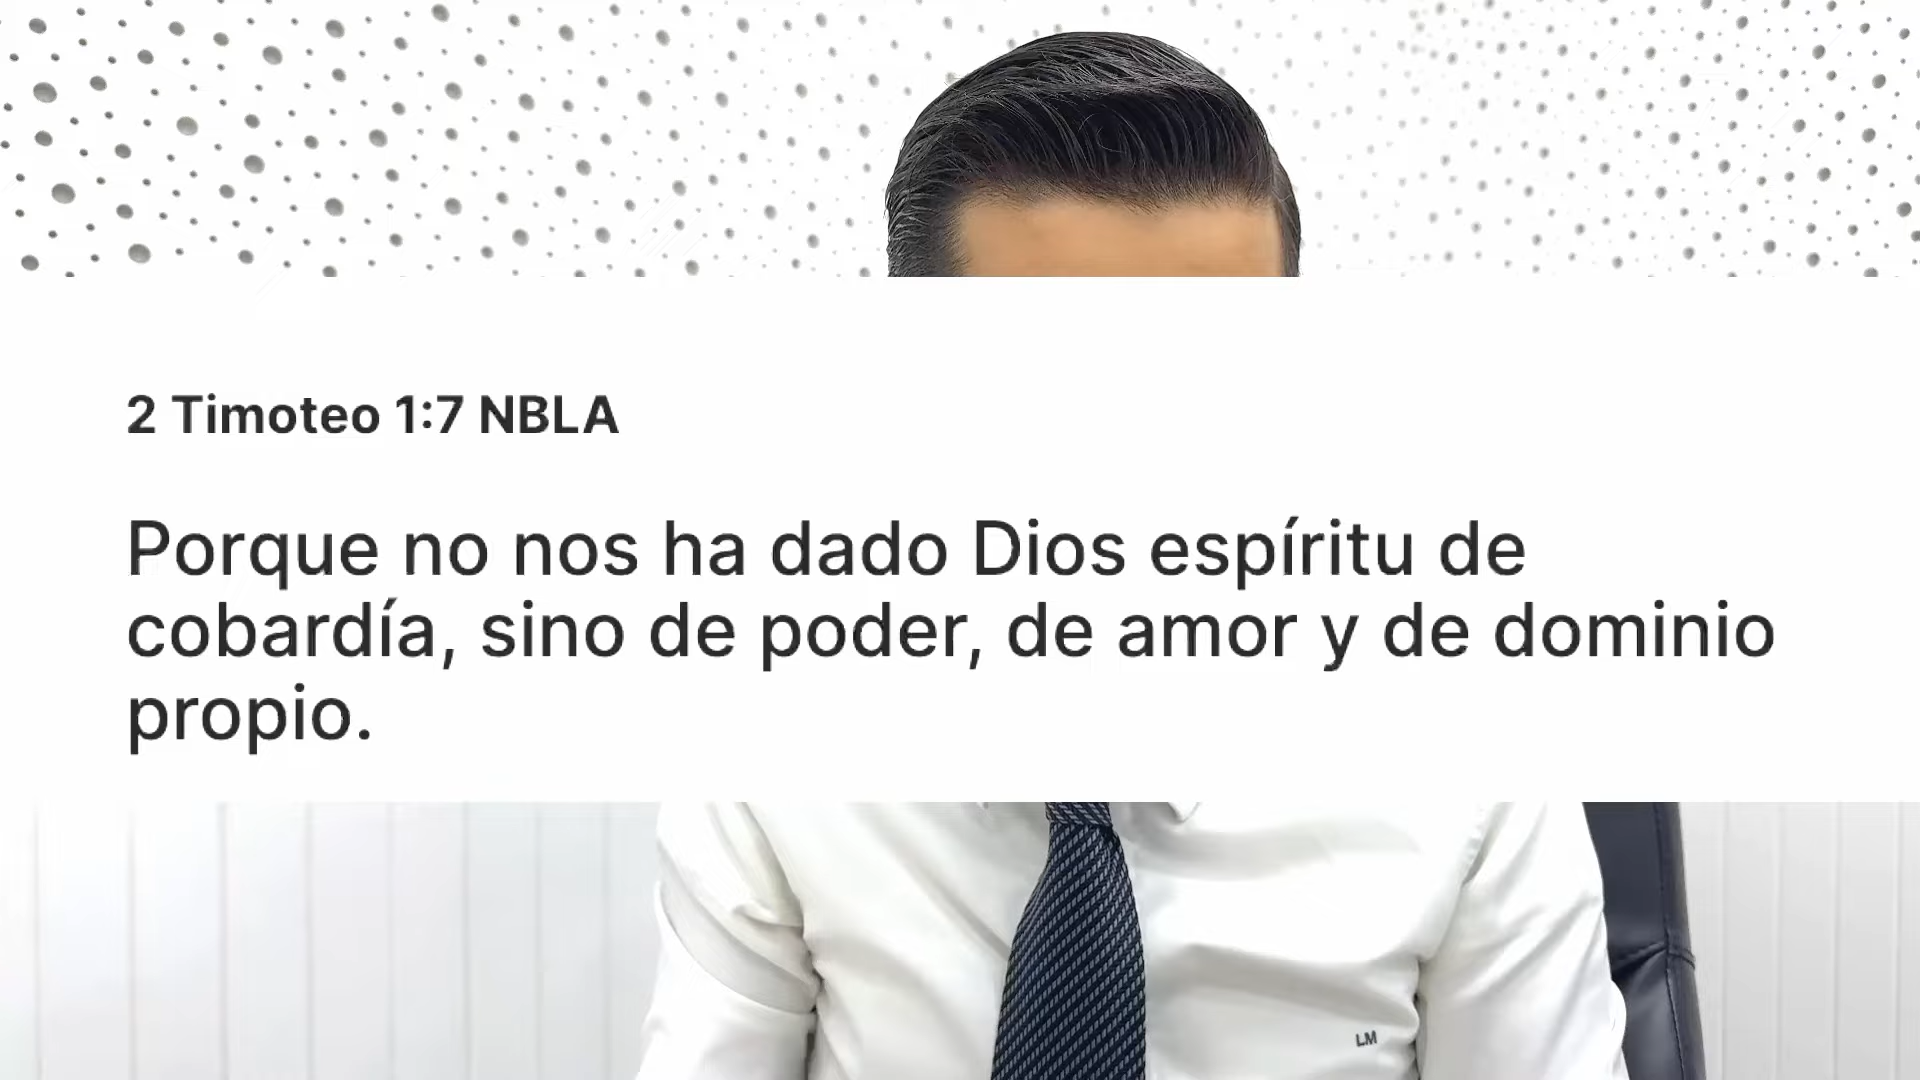 2 Timoteo 1:7 NBLA
Porque no nos ha dado Dios espíritu de
cobardía, sino de poder, de amor y de dominio
propio.
LM